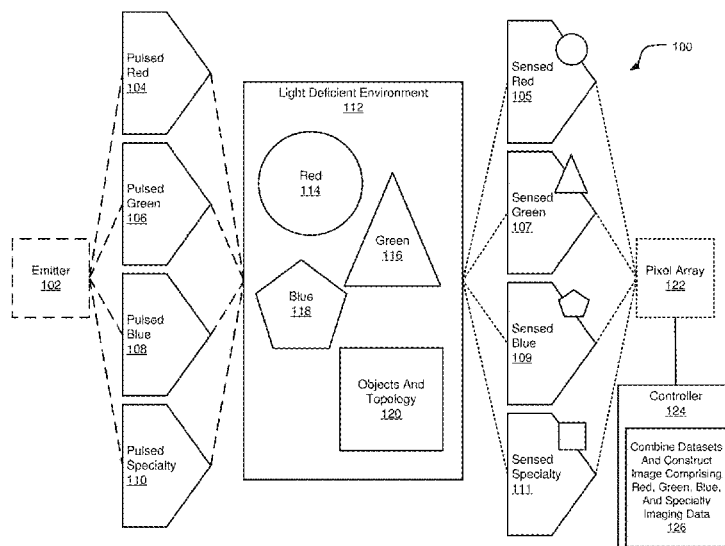 100
Pulsed
Red
104
Pulsed
Green
106
Pulsed
Blue
108
Pulsed
Specialty
110
Emitter
102
Light Deficient Environment
112
Red
114
Green
116
Blue
118
Objects And
Topology
120
Sensed
Red
105
Sensed
Green
107
Sensed
Blue
109
Sensed
Specialty
111
Pixel Array
122
Controller
124
Combine Datasets
And Construct
Image Comprising
Red, Green, Blue,
And Specialty
Imaging Data
126